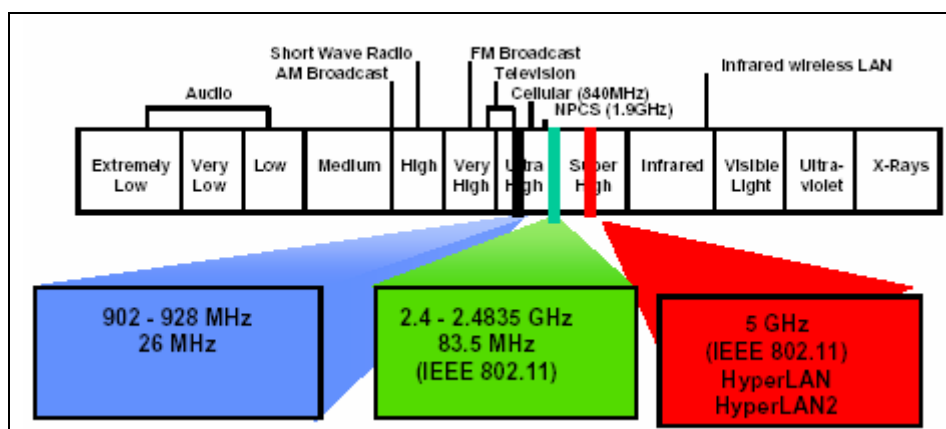 Short Wave Radio
FM Broadcast
AM Broadcast
Television
Infrared wireless LAN
Audio
Cellular (840MHz)
NPCS (1.9GHz)
Extremely
Low
Very
Low
Low
Medium
High
Very
High
Ultra
High
Super
High
Infrared
Visible
Light
Ultra-
violet
X-Rays
902 - 928 MHz
26 MHz
2.4 - 2.4835 GHz
83.5 MHz
(IEEE 802.11)
5 GHz
(IEEE 802.11)
HyperLAN
HyperLAN2